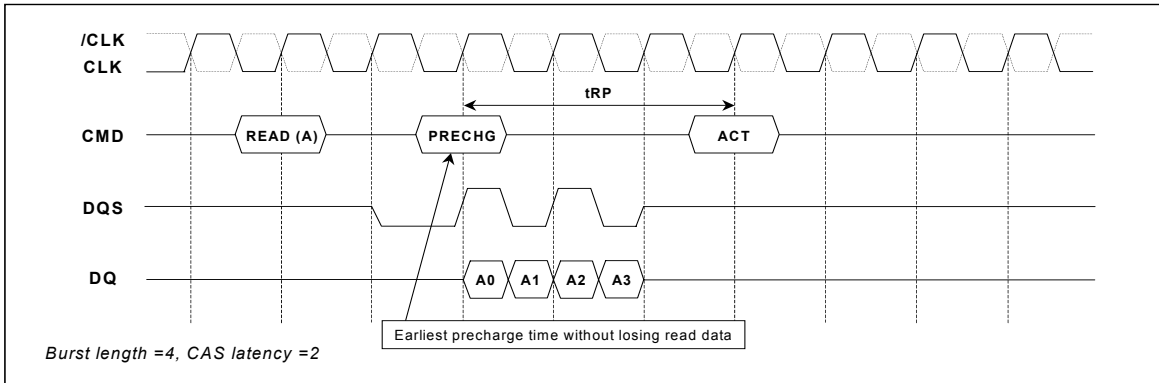 /CLK
CLK
tRP
CMD
READ (A)
PRECHG
ACT
DQS
DQ
A0
A1
A2
A3
Earliest precharge time without losing read data
Burst length =4, CAS latency =2